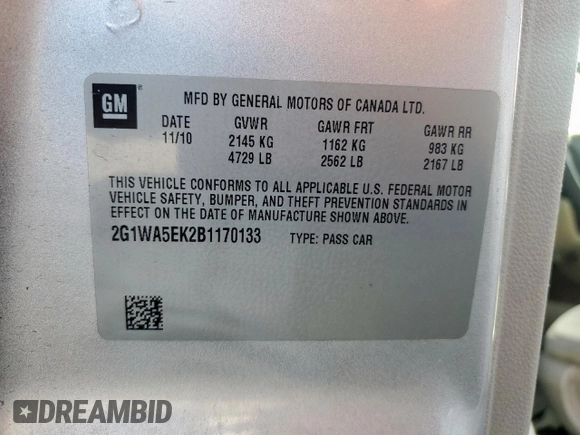 GM
MFD BY GENERAL MOTORS OF CANADA LTD.
DATE GVWR GAWR FRT GAWR RR
11/10 2145 KG 1162 KG 983 KG
4729 LB 2562 LB 2167 LB
THIS VEHICLE CONFORMS TO ALL APPLICABLE U.S. FEDERAL MOTOR
VEHICLE SAFETY, BUMPER, AND THEFT PREVENTION STANDARDS IN
EFFECT ON THE DATE OF MANUFACTURE SHOWN ABOVE.
2G1WA5EK2B1170133 TYPE: PASS CAR
DREAMBID